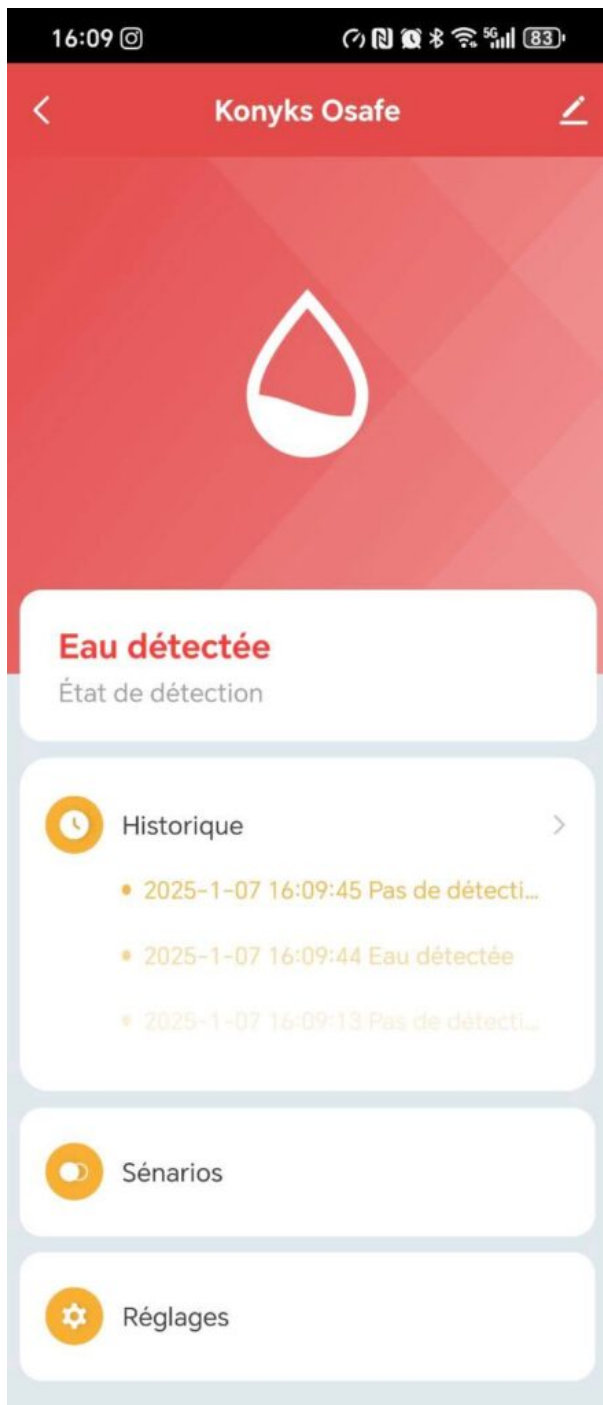 16:09
5G 83
Konyks Osafe
Eau détectée
État de détection
Historique
2025-1-07 16:09:45 Pas de détecti...
2025-1-07 16:09:44 Eau détectée
2025-1-07 16:09:13 Pas de détecti...
Sénarios
Réglages